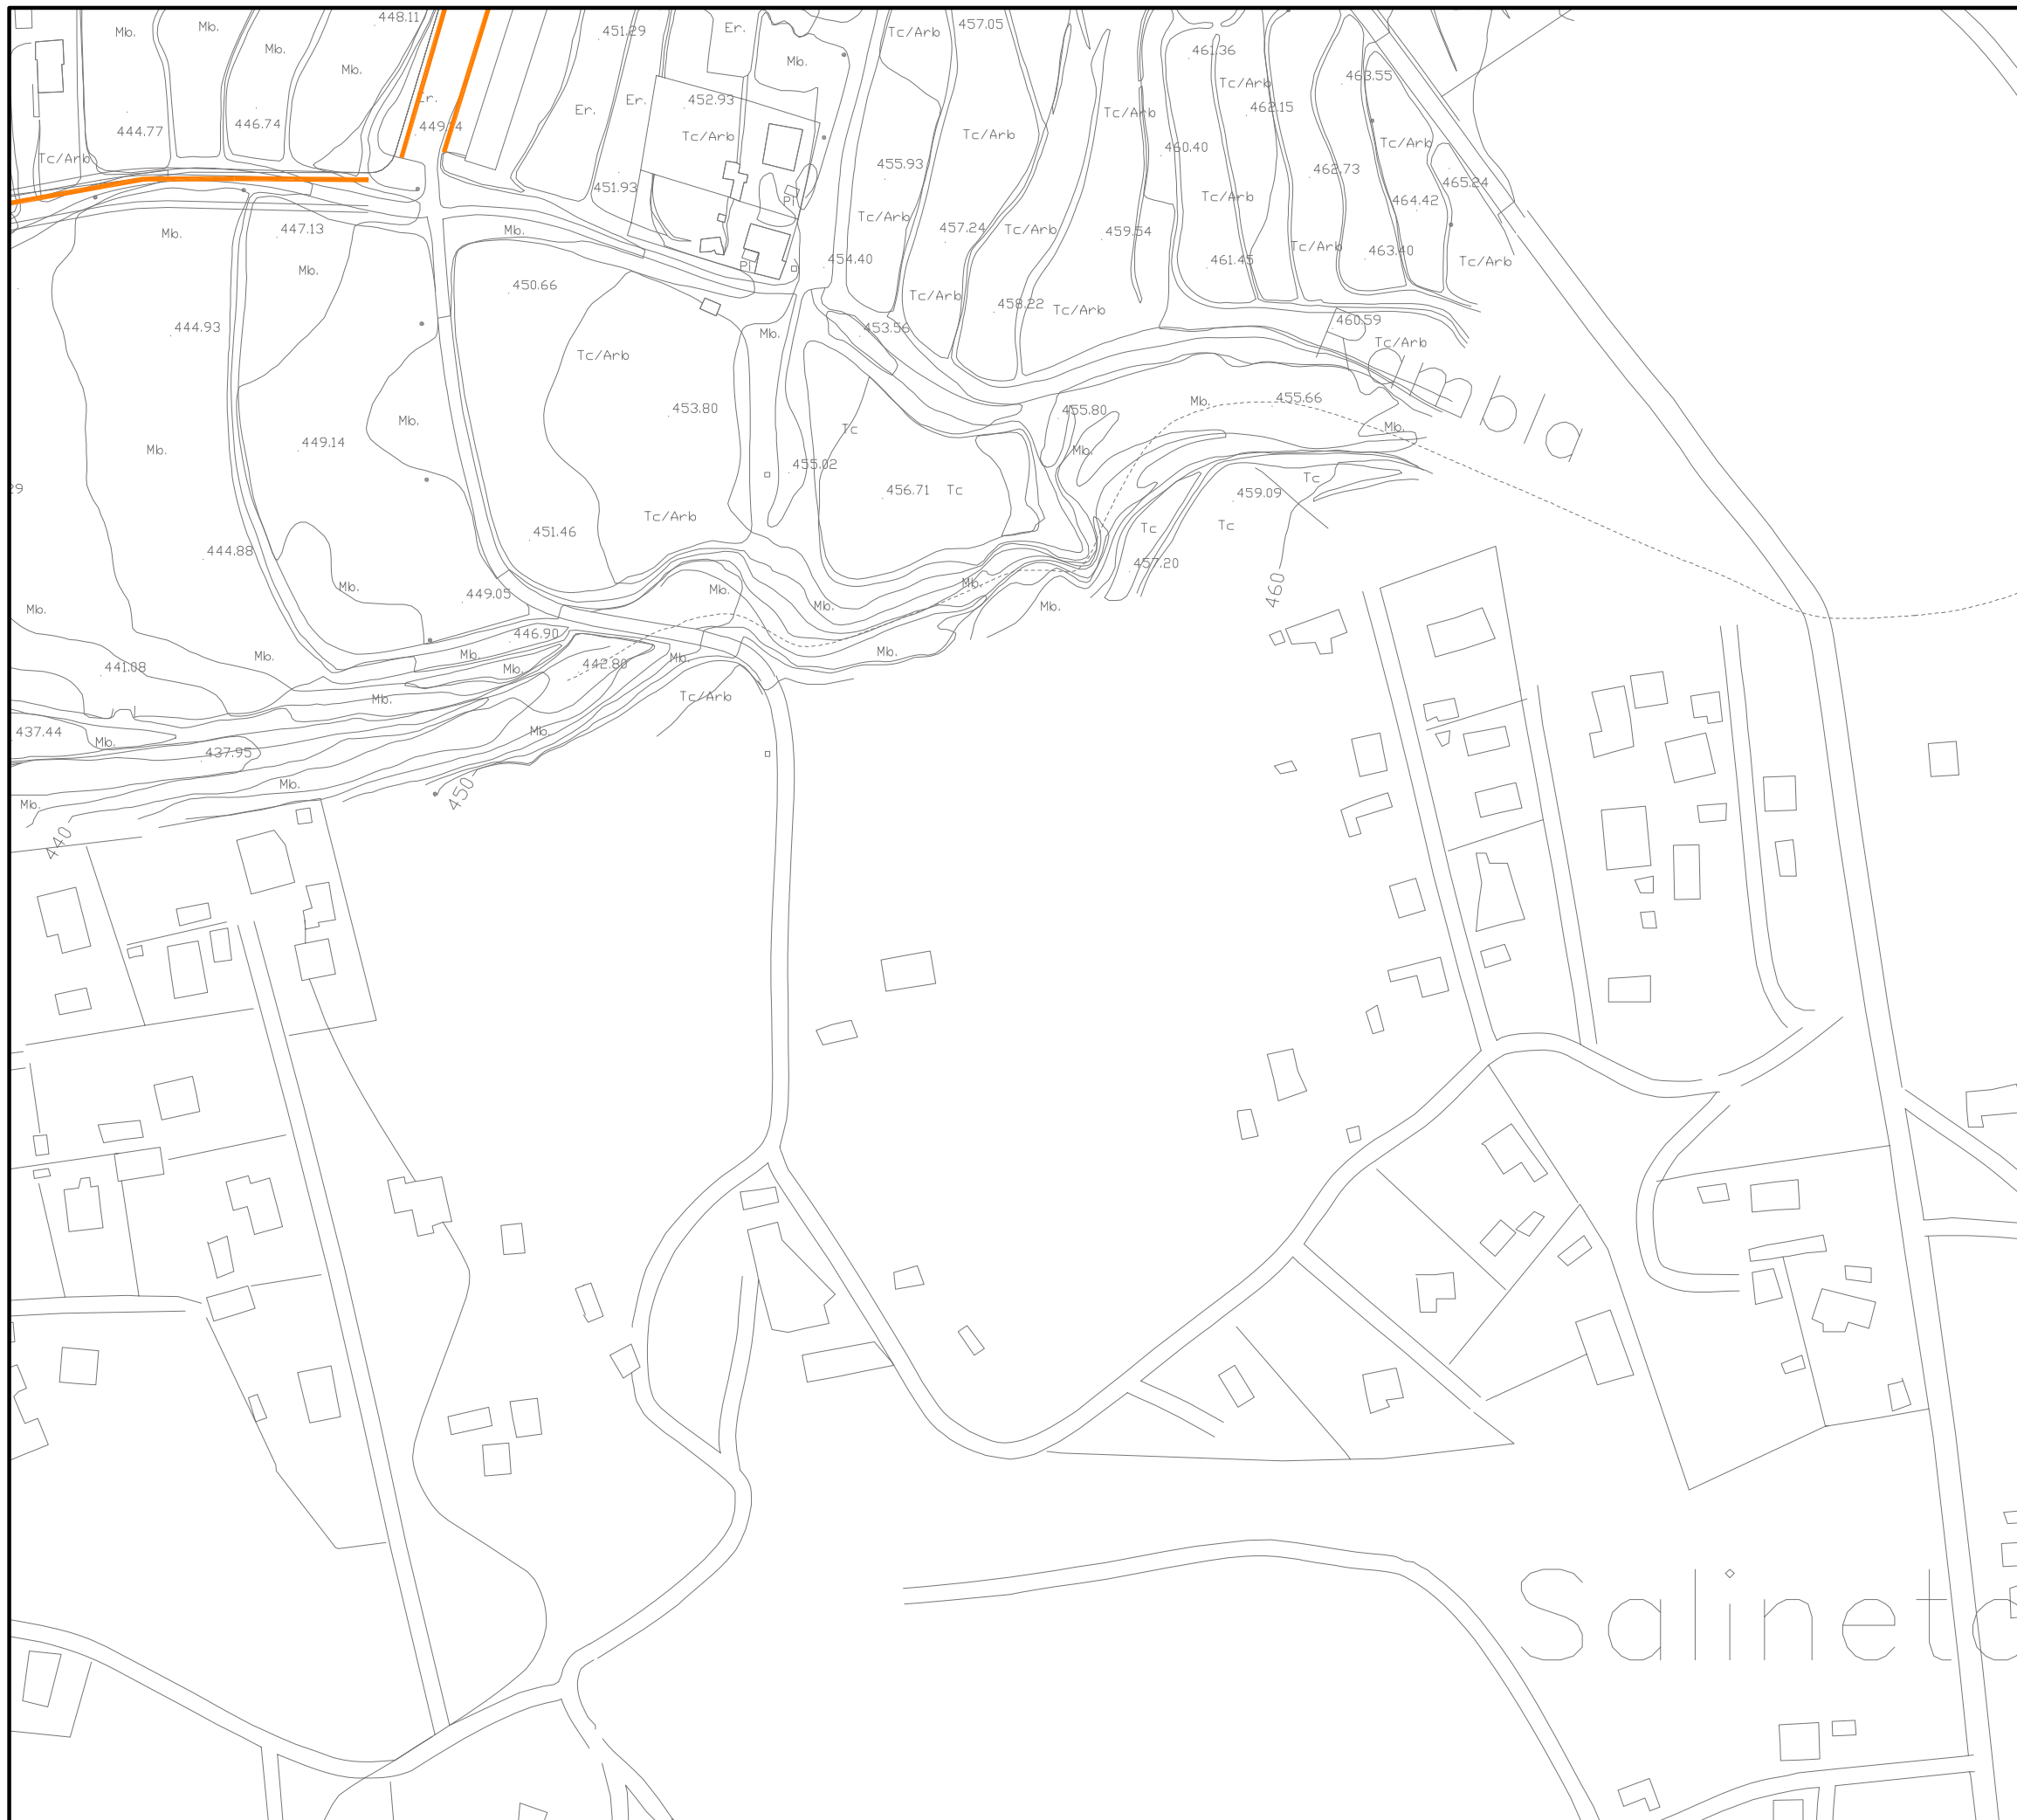 448.11
457.05
Mb.
Mb.
Er.
Tc/Arb
451.29
Mb.
461.36
Mb.
Mb.
463.55
Tc/Arb
Er.
Er.
Er.
452.93
462.15
Tc/Arb
Tc/Arb
444.77
446.74
449.14
Tc/Arb
Tc/Arb
Tc/Arb
Tc/Arb
460.40
455.93
462.73
465.24
451.93
Tc/Arb
464.42
Pi
Tc/Arb
447.13
Mb.
Mb.
457.24
Tc/Arb
459.54
Tc/Arb
463.40
454.40
461.45
Tc/Arb
Pi
Mb.
450.66
Tc/Arb
458.22
Tc/Arb
444.93
453.56
Mb.
460.59
Tc/Arb
Tc/Arb
mbla
453.80
455.80
Mb.
455.66
Mb.
Tc
Mb.
449.14
Mb.
Mb.
455.02
Tc
29
456.71
Tc
459.09
Tc/Arb
Tc
Tc
451.46
444.88
457.20
460
Mb.
Mb.
Mb.
449.05
Mb.
Mb.
Mb.
446.90
Mb.
Mb.
Mb.
441.08
Mb.
442.80
Mb.
Mb.
Tc/Arb
437.44
Mb.
Mb.
437.95
Mb.
450
Mb.
440
Salineta